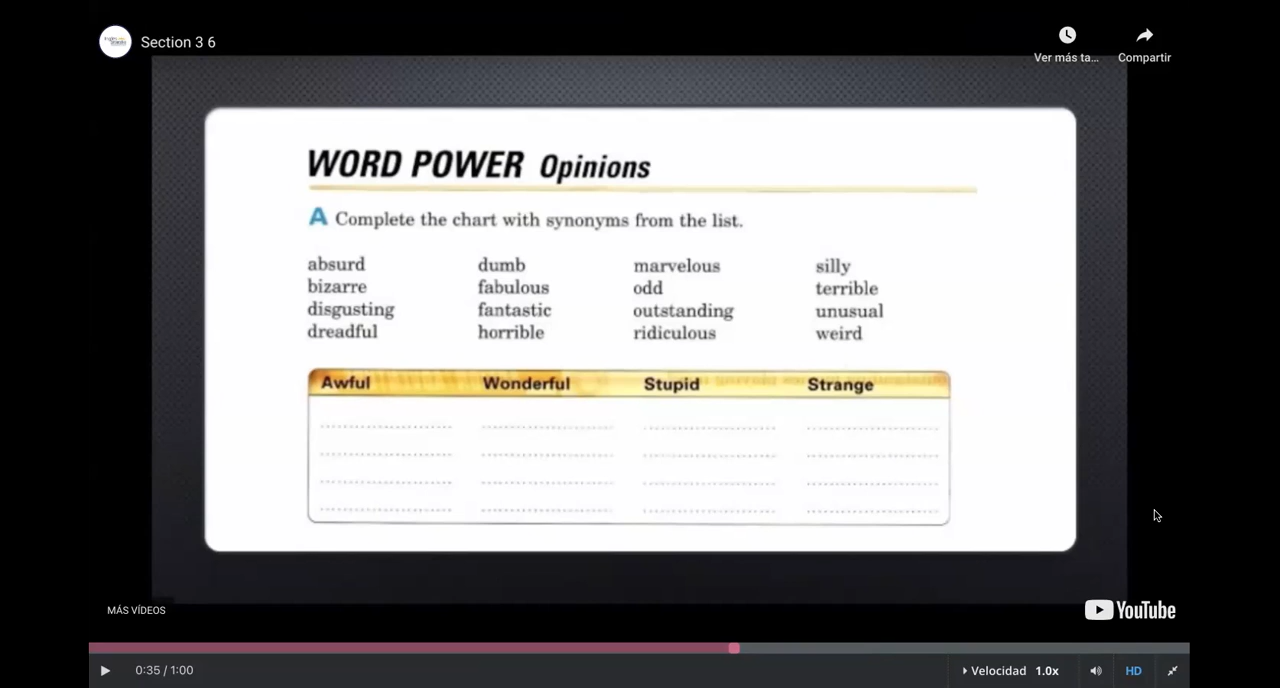 Section 3 6
Ver más ta...
Compartir
WORD POWER Opinions
A Complete the chart with synonyms from the list.
absurd dumb marvelous silly
bizarre fabulous odd terrible
disgusting fantastic outstanding unusual
dreadful horrible ridiculous weird
Awful Wonderful Stupid Strange
MÁS VÍDEOS
YouTube
0:35 / 1:00
Velocidad 1.0x
HD